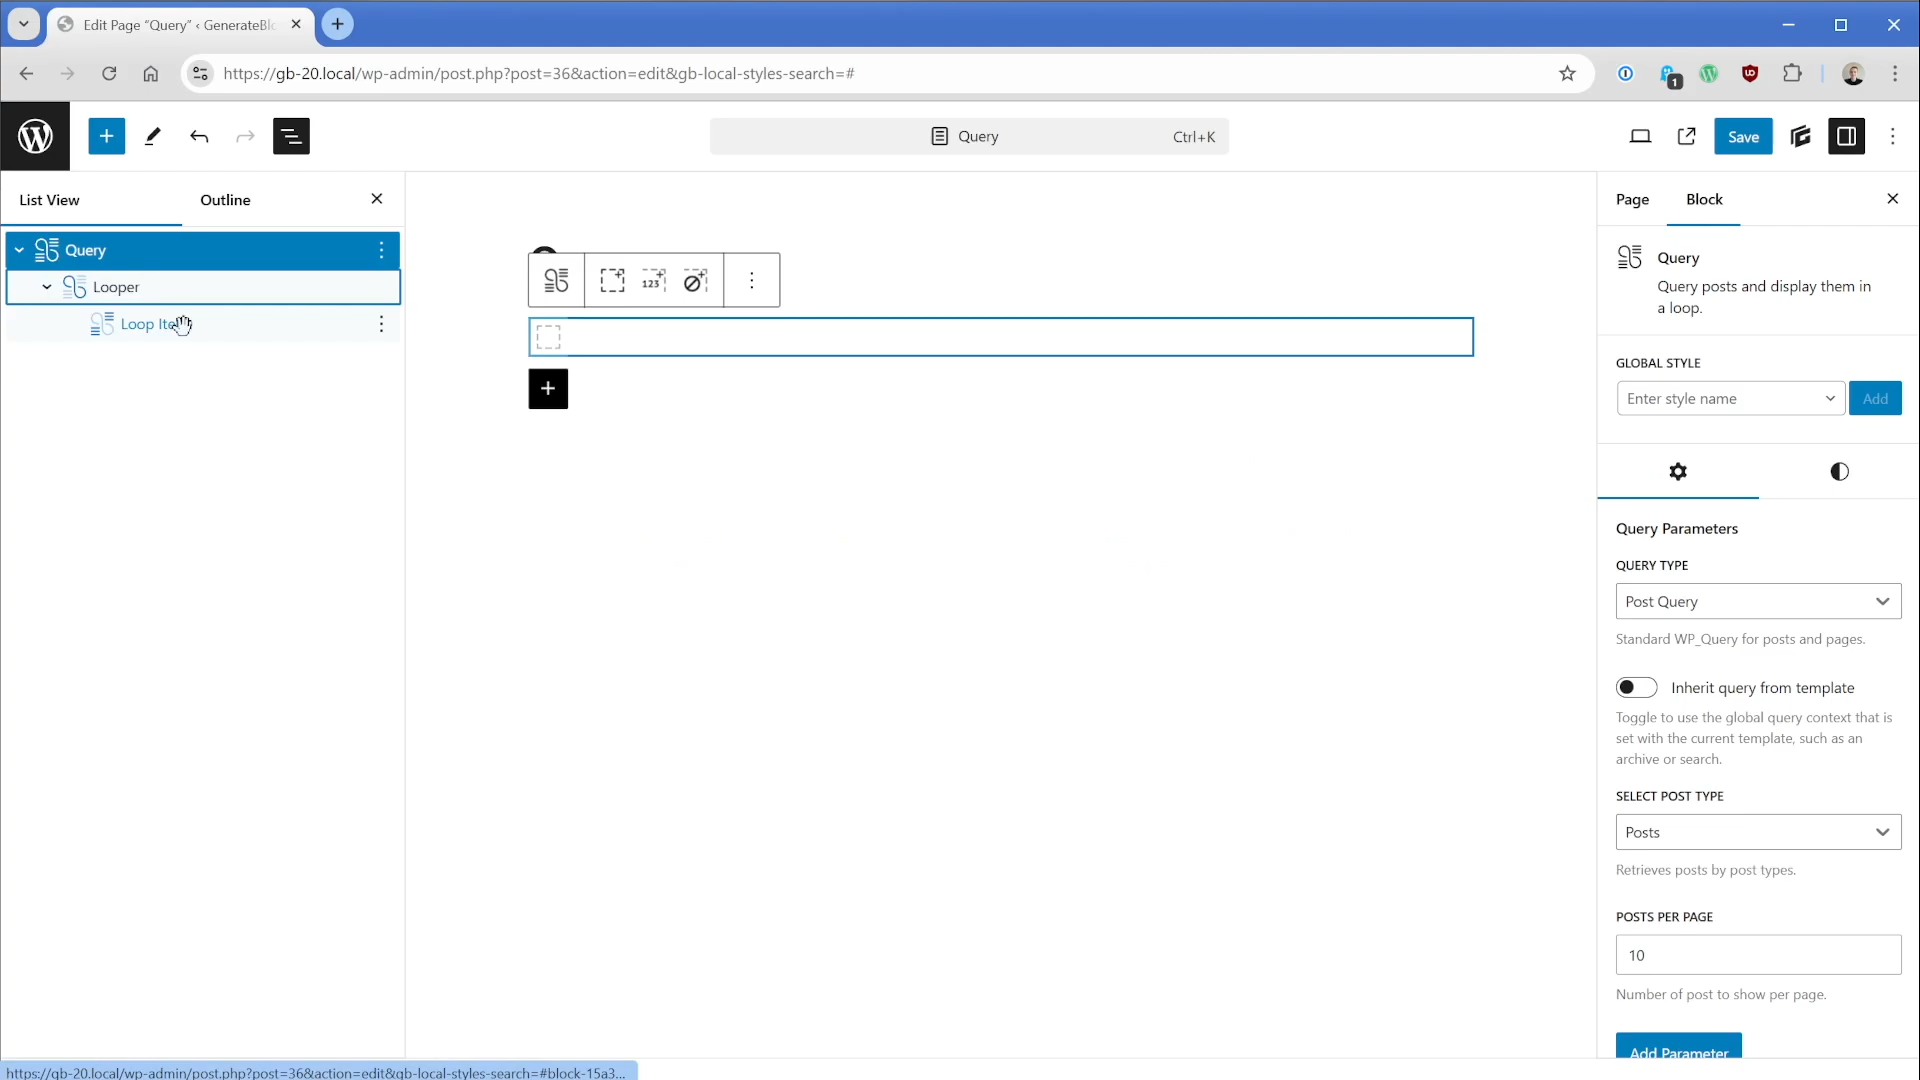 Edit Page “Query” ‹ GenerateBlo
https://gb-20.local/wp-admin/post.php?post=36&action=edit&gb-local-styles-search=#
1
Query
Ctrl+K
Save
List View
Outline
Query
Looper
Loop Ite
123
Page
Block
Query
Query posts and display them in
a loop.
GLOBAL STYLE
Enter style name
Add
Query Parameters
QUERY TYPE
Post Query
Standard WP_Query for posts and pages.
Inherit query from template
Toggle to use the global query context that is
set with the current template, such as an
archive or search.
SELECT POST TYPE
Posts
Retrieves posts by post types.
POSTS PER PAGE
10
Number of post to show per page.
Add Parameter
https://gb-20.local/wp-admin/post.php?post=36&action=edit&gb-local-styles-search=#block-15a3...